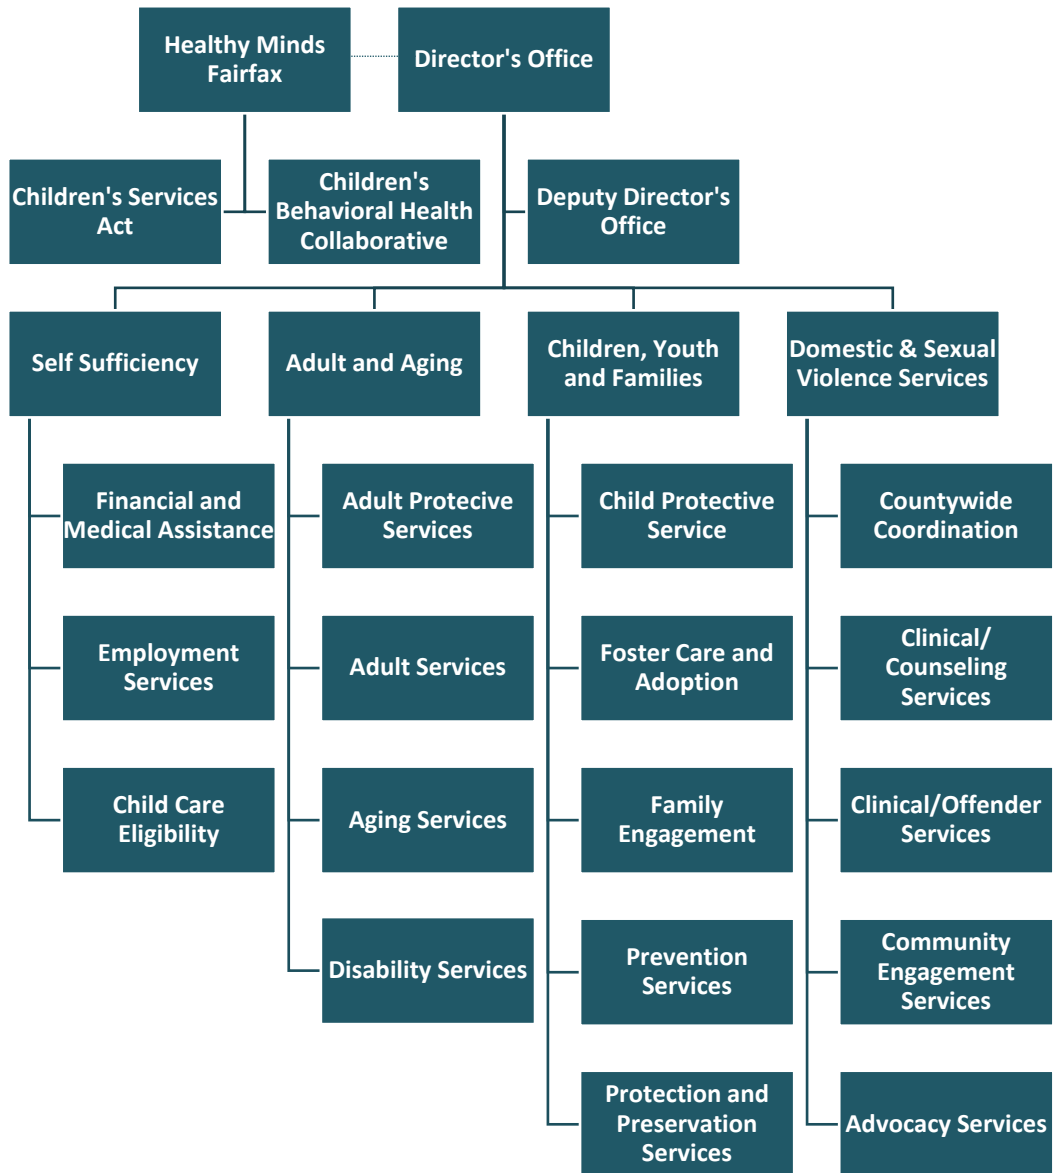 Healthy Minds
Fairfax
Director's Office
Children's Services
Act
Children's
Behavioral Health
Collaborative
Deputy Director's
Office
Self Sufficiency
Adult and Aging
Children, Youth
and Families
Domestic & Sexual
Violence Services
Financial and
Medical Assistance
Adult Protecive
Services
Child Protective
Service
Countywide
Coordination
Employment
Services
Adult Services
Foster Care and
Adoption
Clinical/
Counseling
Services
Child Care
Eligibility
Aging Services
Family
Engagement
Clinical/Offender
Services
Disability Services
Prevention
Services
Community
Engagement
Services
Protection and
Preservation
Services
Advocacy Services